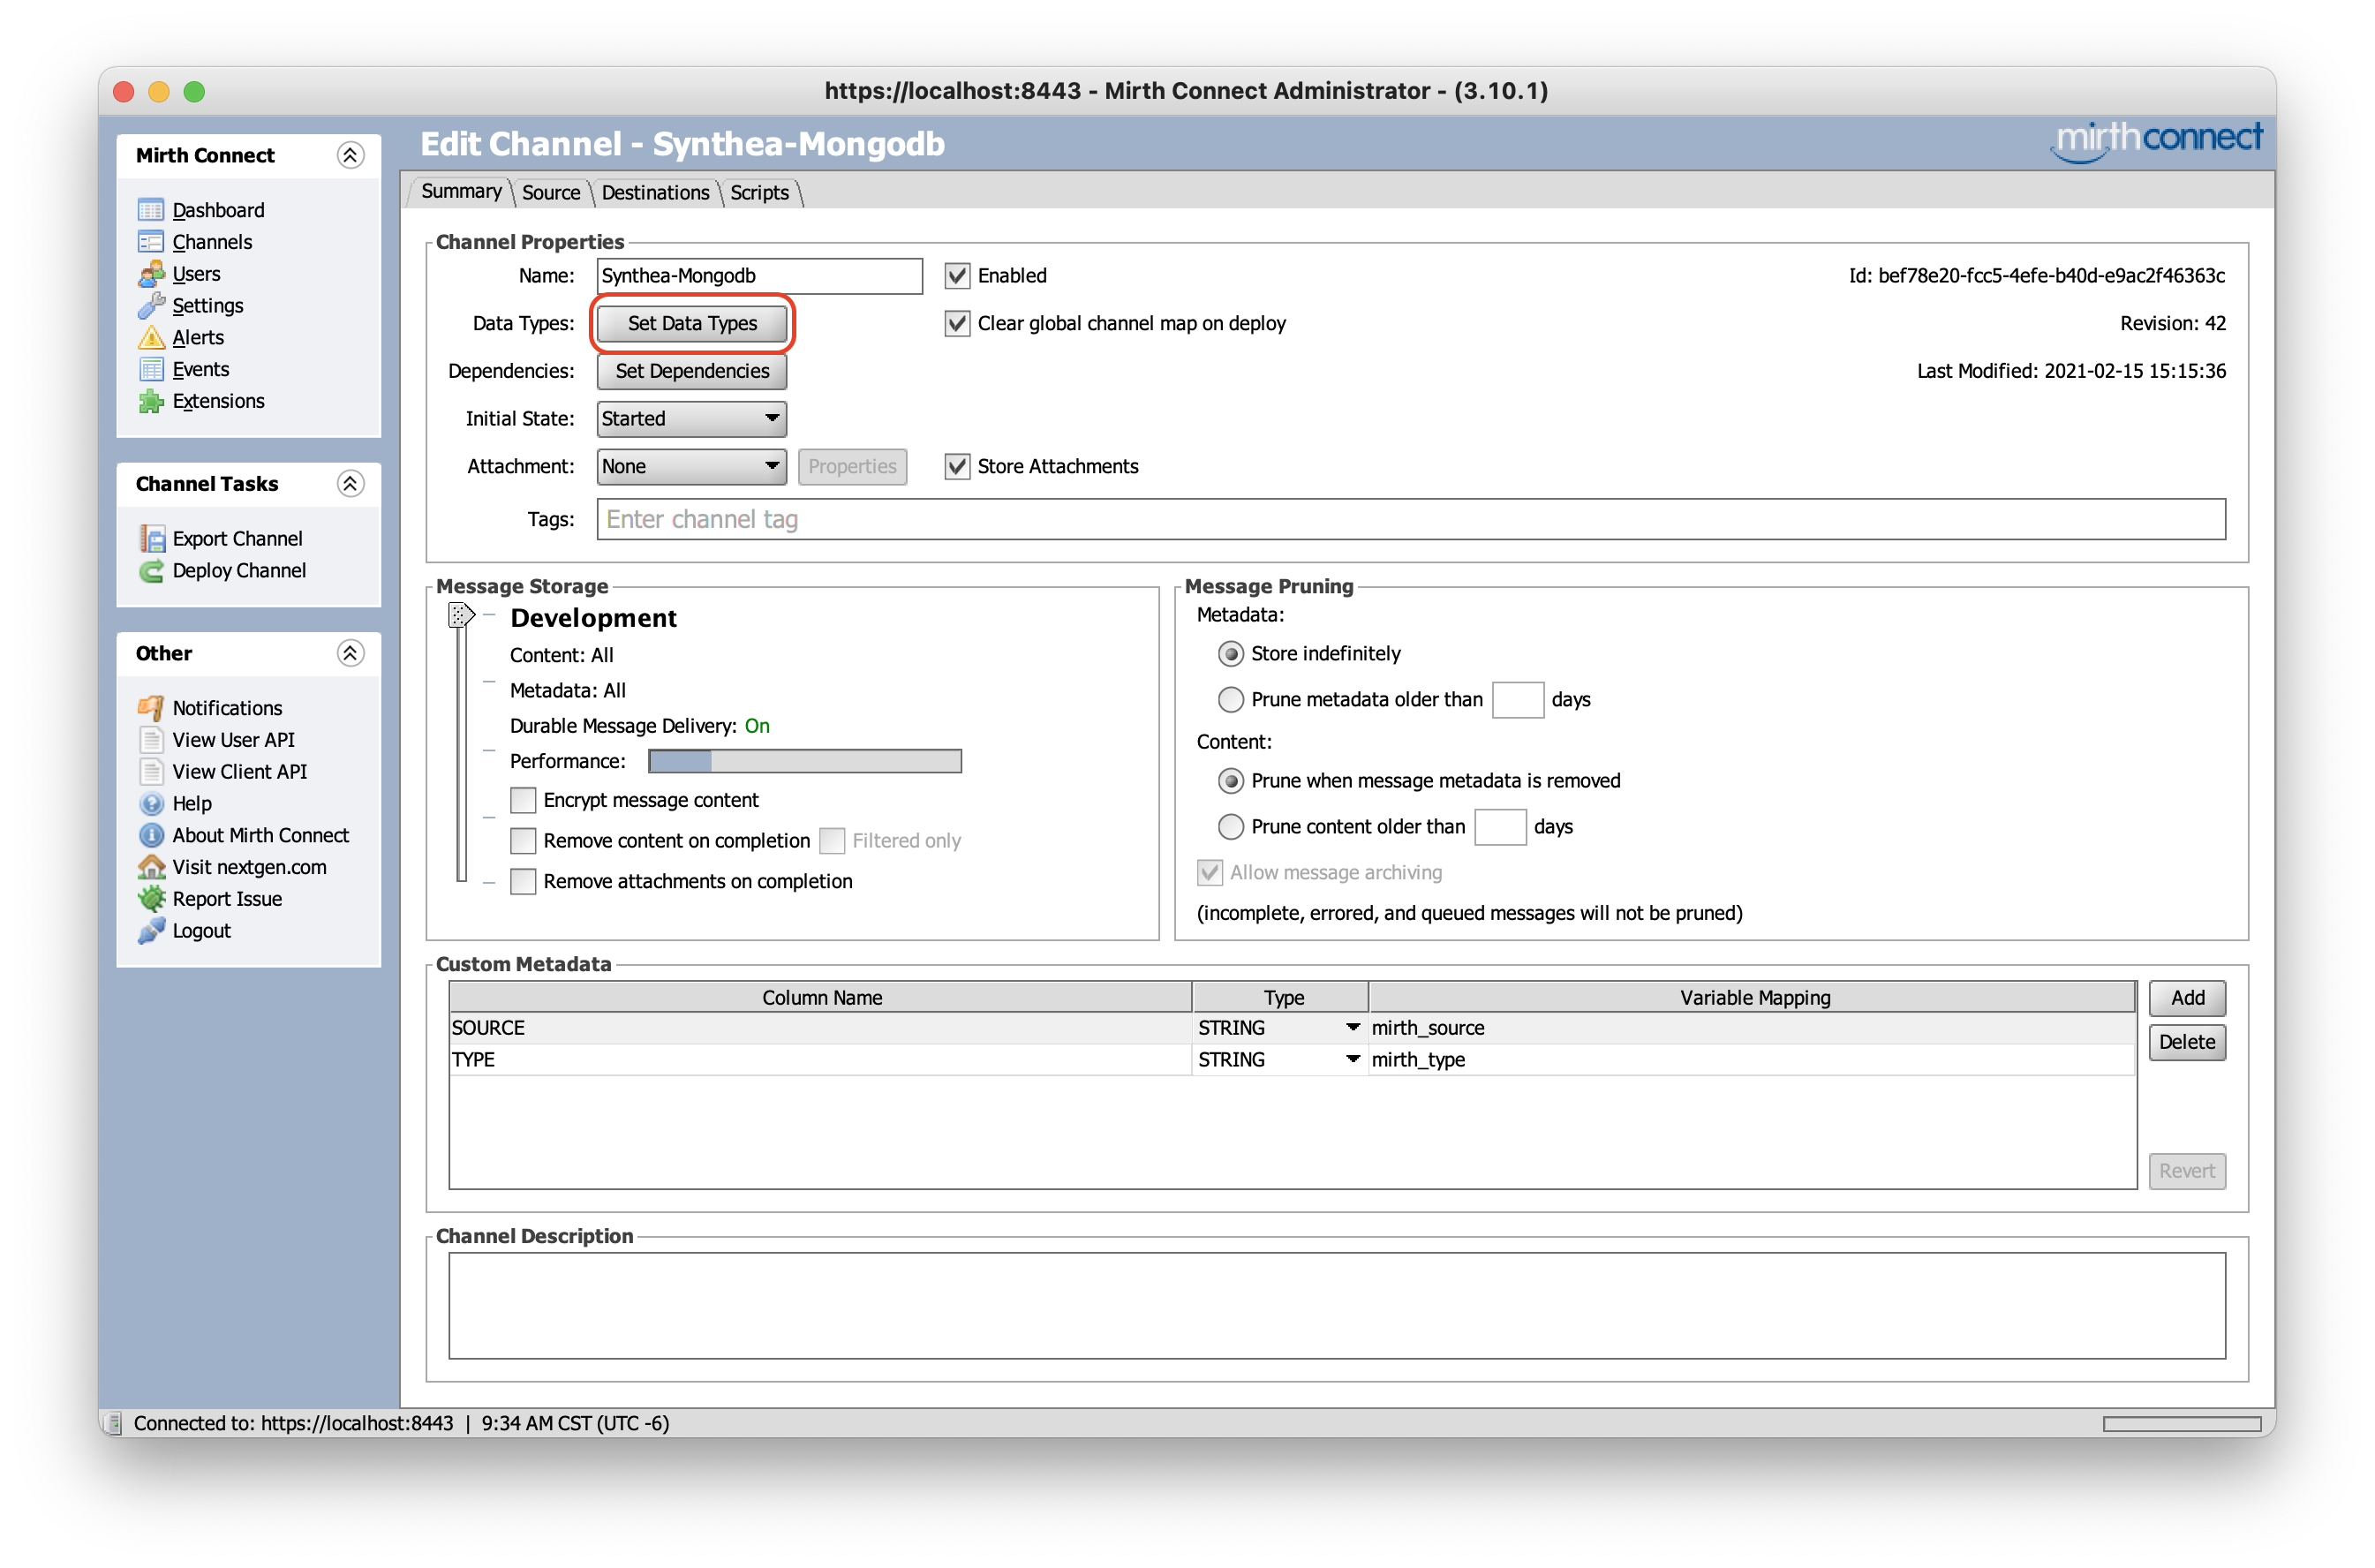 https://localhost:8443 - Mirth Connect Administrator - (3.10.1)
Mirth Connect
Dashboard
Channels
Users
Settings
Alerts
Events
Extensions
Channel Tasks
Export Channel
Deploy Channel
Other
Notifications
View User API
View Client API
Help
About Mirth Connect
Visit nextgen.com
Report Issue
Logout
Edit Channel - Synthea-Mongodb
mirthconnect
Summary Source Destinations Scripts
Channel Properties
Name: Synthea-Mongodb Enabled Id: bef78e20-fcc5-4efe-b40d-e9ac2f46363c
Data Types: Set Data Types Clear global channel map on deploy Revision: 42
Dependencies: Set Dependencies Last Modified: 2021-02-15 15:15:36
Initial State: Started
Attachment: None Properties Store Attachments
Tags: Enter channel tag
Message Storage
Development
Content: All
Metadata: All
Durable Message Delivery: On
Performance:
Encrypt message content
Remove content on completion Filtered only
Remove attachments on completion
Message Pruning
Metadata:
Store indefinitely
Prune metadata older than days
Content:
Prune when message metadata is removed
Prune content older than days
Allow message archiving
(incomplete, errored, and queued messages will not be pruned)
Custom Metadata
Column Name Type Variable Mapping
SOURCE STRING mirth_source
TYPE STRING mirth_type
Add
Delete
Revert
Channel Description
Connected to: https://localhost:8443 | 9:34 AM CST (UTC -6)